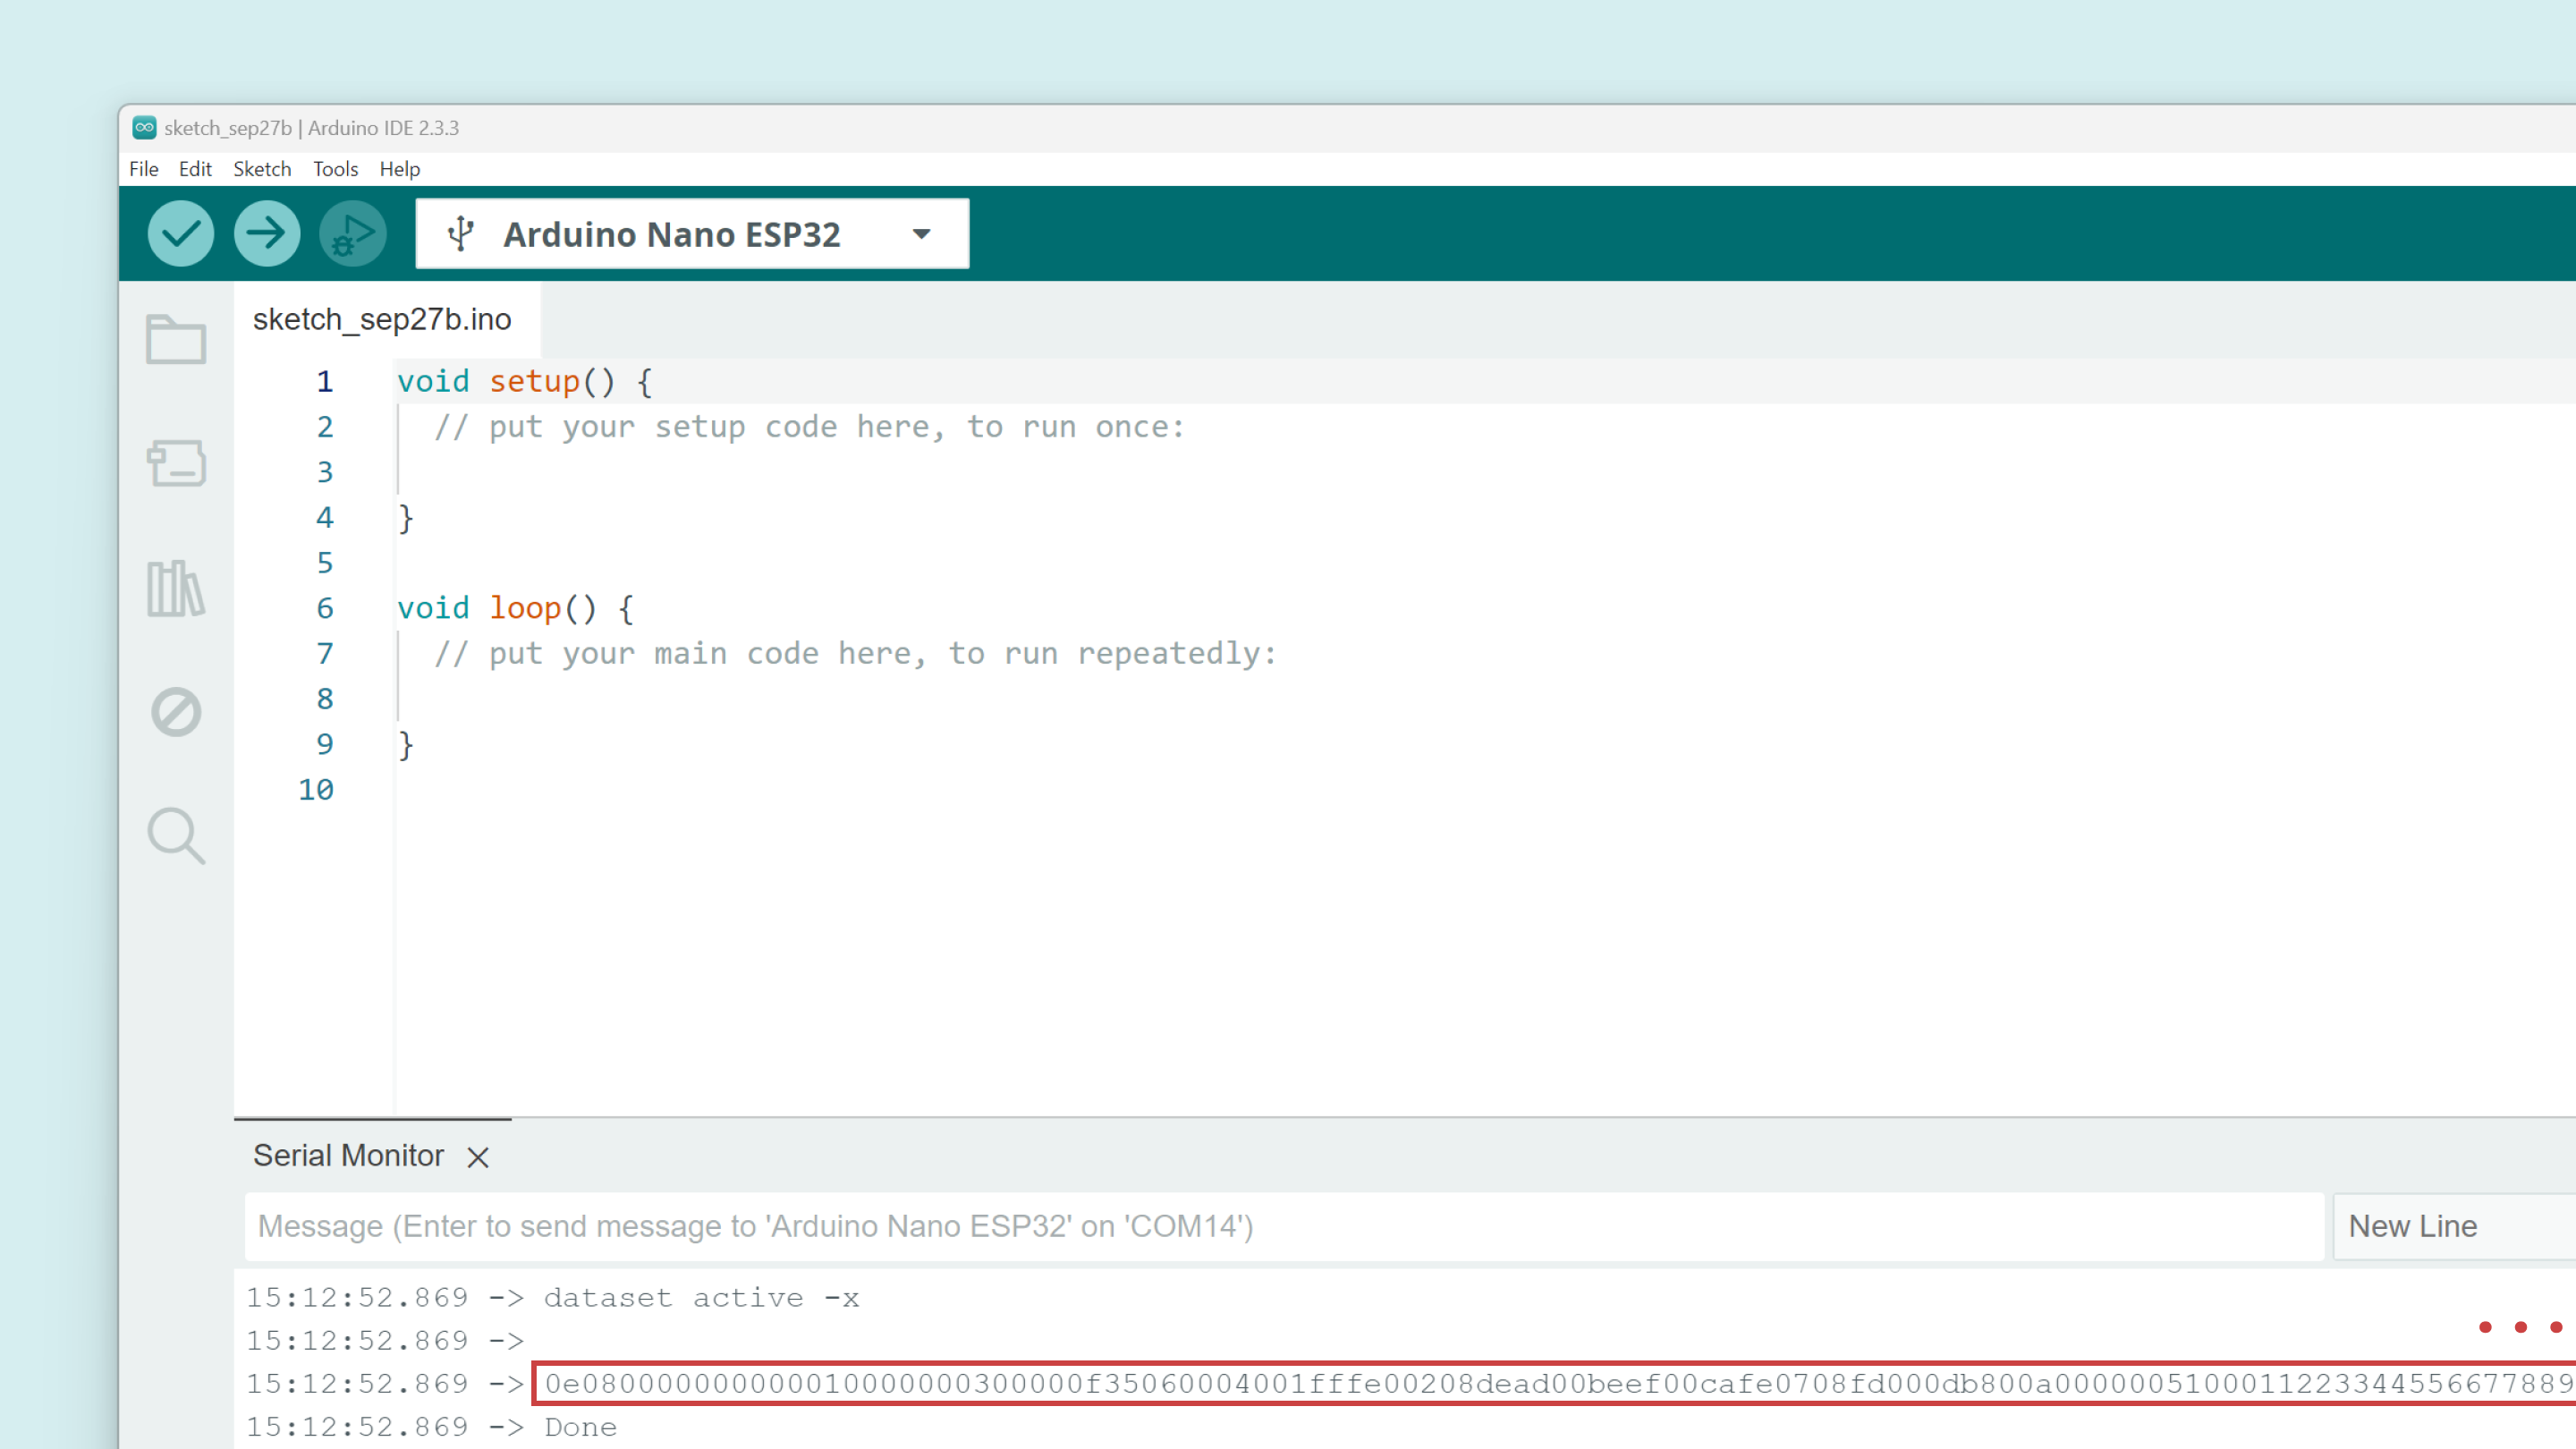 sketch_sep27b | Arduino IDE 2.3.3
File Edit Sketch Tools Help
Arduino Nano ESP32
sketch_sep27b.ino
1 void setup() {
2 // put your setup code here, to run once:
3
4 }
5
6 void loop() {
7 // put your main code here, to run repeatedly:
8
9 }
10
Serial Monitor
Message (Enter to send message to 'Arduino Nano ESP32' on 'COM14')
New Line
15:12:52.869 -> dataset active -x
15:12:52.869 ->
15:12:52.869 -> 0e080000000000010000000300000f35060004001fffe00208dead00beef00cafe0708fd000db800a0000005100011223344556677889
15:12:52.869 -> Done